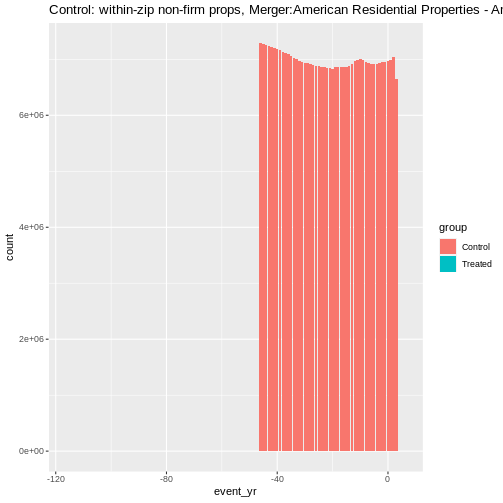 Control: within-zip non-firm props, Merger:American Residential Properties - Ar
6e+06
4e+06
2e+06
0e+00
count
-120
-80
-40
0
event_yr
group
Control
Treated